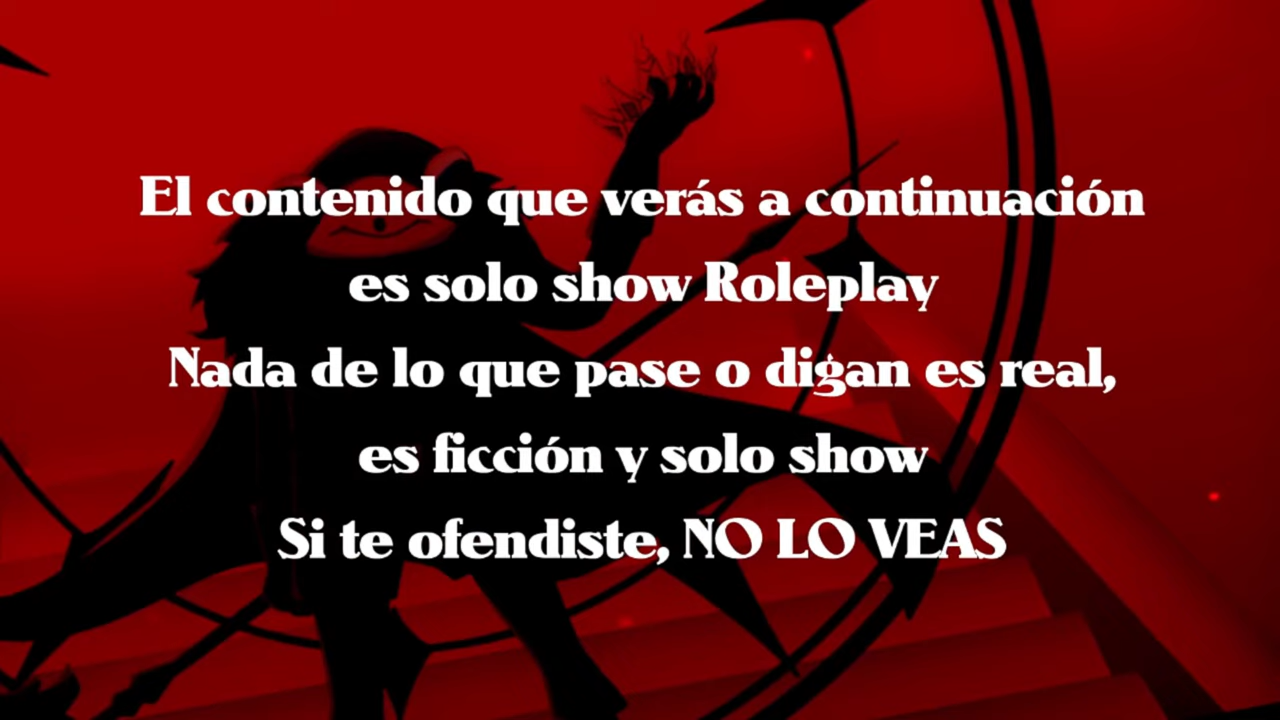 El contenido que verás a continuación
es solo show Roleplay
Nada de lo que pase o digan es real,
es ficción y solo show
Si te ofendiste, NO LO VEAS